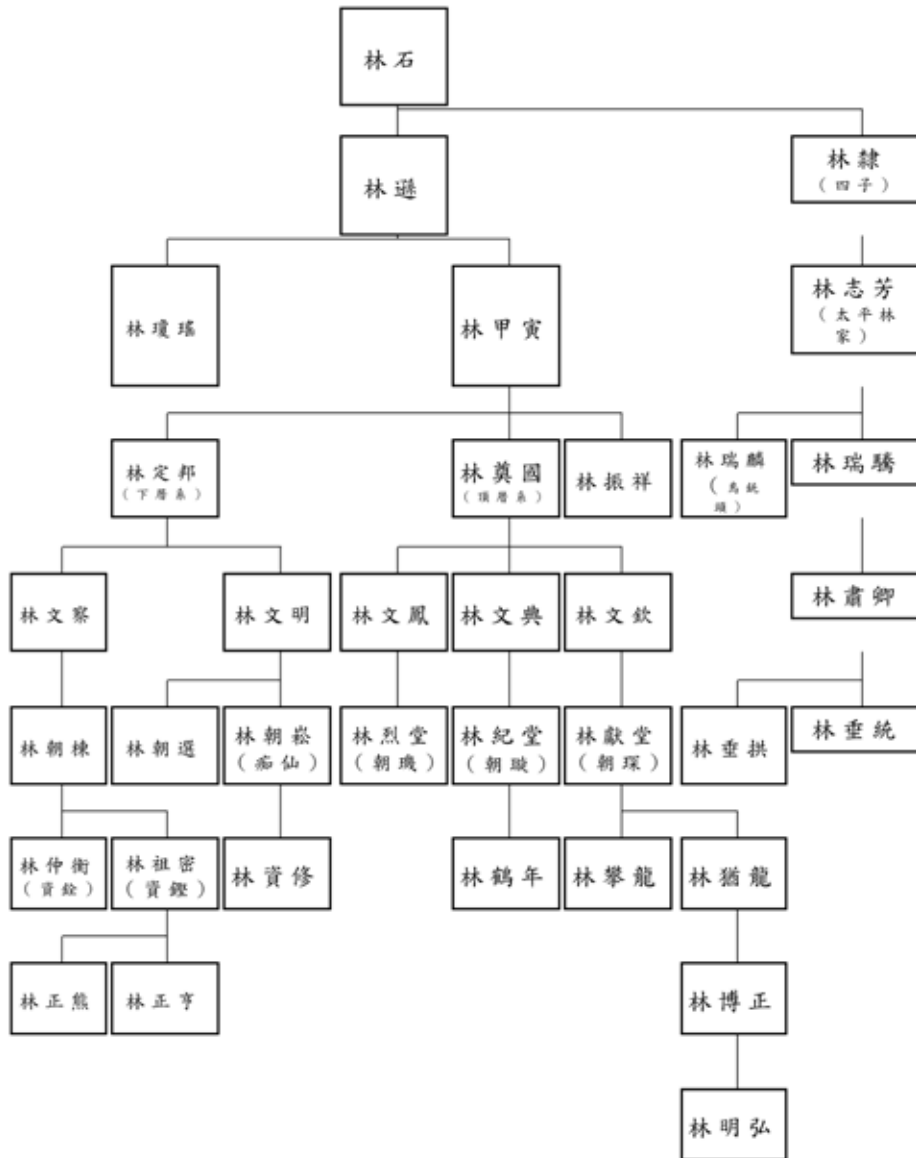 林石
林遜
林隸
（四子）
林瓊瑤
林甲寅
林志芳
（太平林
家）
林定邦
（下厝系）
林奠國
（頂厝系）
林振祥
林瑞麟
（鳥銃
頭）
林瑞騰
林文察
林文明
林文鳳
林文典
林文欽
林肅卿
林朝棟
林朝選
林朝崧
（痴仙）
林烈堂
（朝璣）
林紀堂
（朝璇）
林獻堂
（朝琛）
林垂拱
林垂統
林仲衡
（資銓）
林祖密
（資鏗）
林資修
林鶴年
林攀龍
林猶龍
林正熊
林正亨
林博正
林明弘